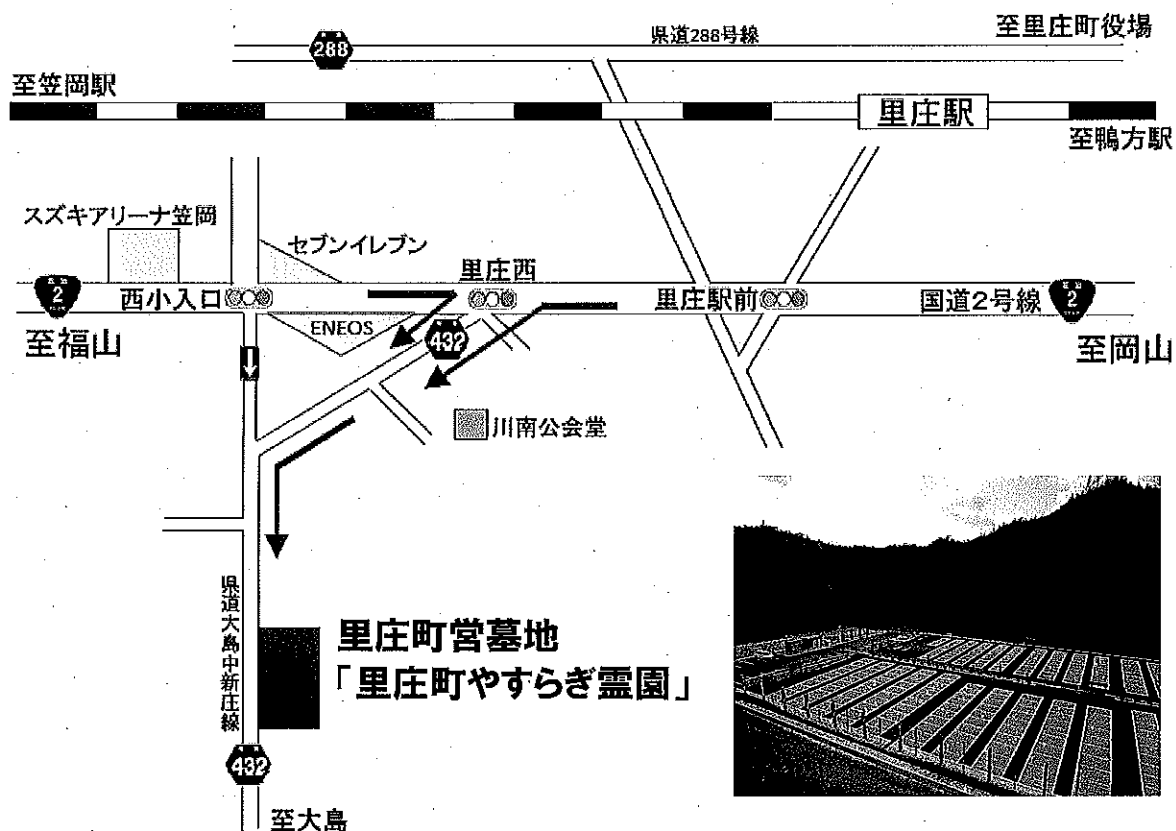 県道288号線
至里庄町役場
288
至笠岡駅
里庄駅
至鴨方駅
スズキアリーナ笠岡
セブンイレブン
里庄西
2
西小入口
里庄駅前
国道2号線
2
ENEOS
432
至福山
至岡山
川南公会堂
県道大島中新庄線
里庄町営墓地
「里庄町やすらぎ霊園」
432
至大島